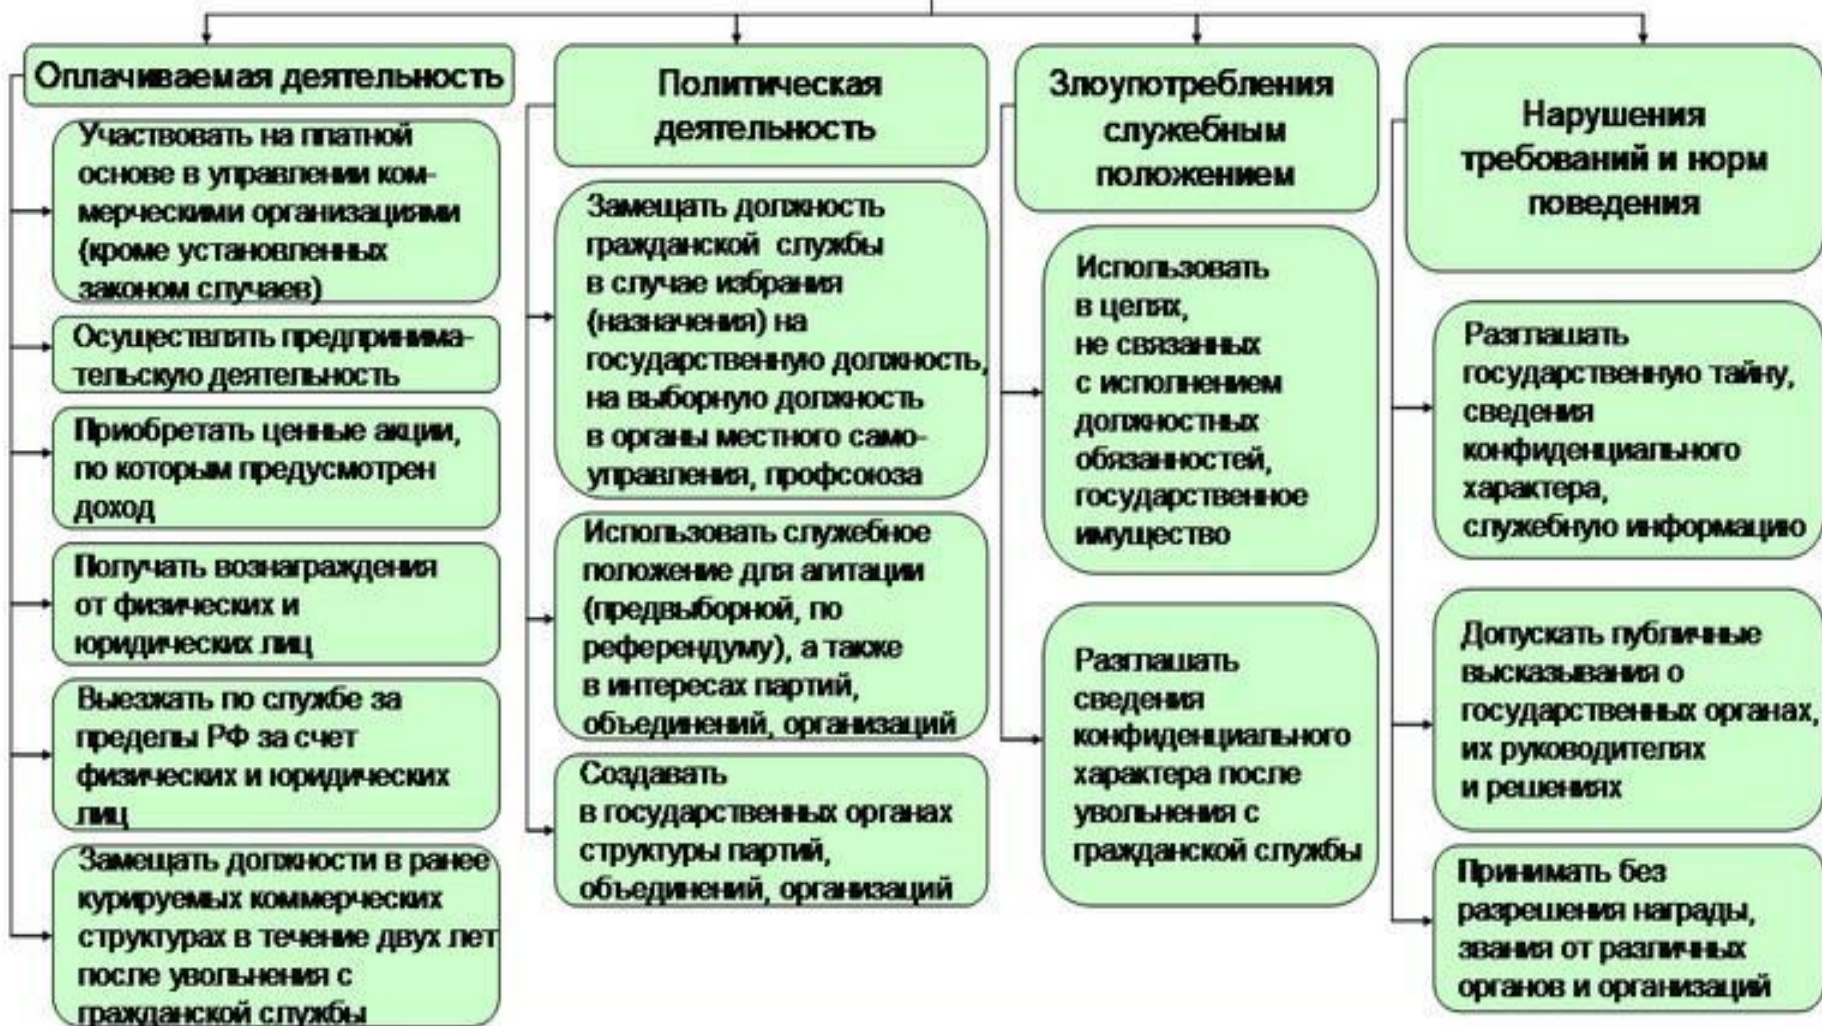 Оплачиваемая деятельность
Участвовать на платной
основе в управлении ком-
мерческими организациями
(кроме установленных
законом случаев)
Осуществлять предпринима-
тельскую деятельность
Приобретать ценные акции,
по которым предусмотрен
доход
Получать вознаграждения
от физических и
юридических лиц
Выезжать по службе за
пределы РФ за счет
физических и юридических
лиц
Замещать должности в ранее
курируемых коммерческих
структурах в течение двух лет
после увольнения с
гражданской службы
Политическая
деятельность
Замещать должность
гражданской службы
в случае избрания
(назначения) на
государственную должность,
на выборную должность
в органы местного само-
управления, профсоюза
Использовать служебное
положение для агитации
(предвыборной, по
референдуму), а также
в интересах партий,
объединений, организаций
Создавать
в государственных органах
структуры партий,
объединений, организаций
Злоупотребления
служебным
положением
Использовать
в целях,
не связанных
с исполнением
должностных
обязанностей,
государственное
имущество
Разглашать
сведения
конфиденциального
характера после
увольнения с
гражданской службы
Нарушения
требований и норм
поведения
Разглашать
государственную тайну,
сведения
конфиденциального
характера,
служебную информацию
Допускать публичные
высказывания о
государственных органах,
их руководителях
и решениях
Принимать без
разрешения награды,
звания от различных
органов и организаций